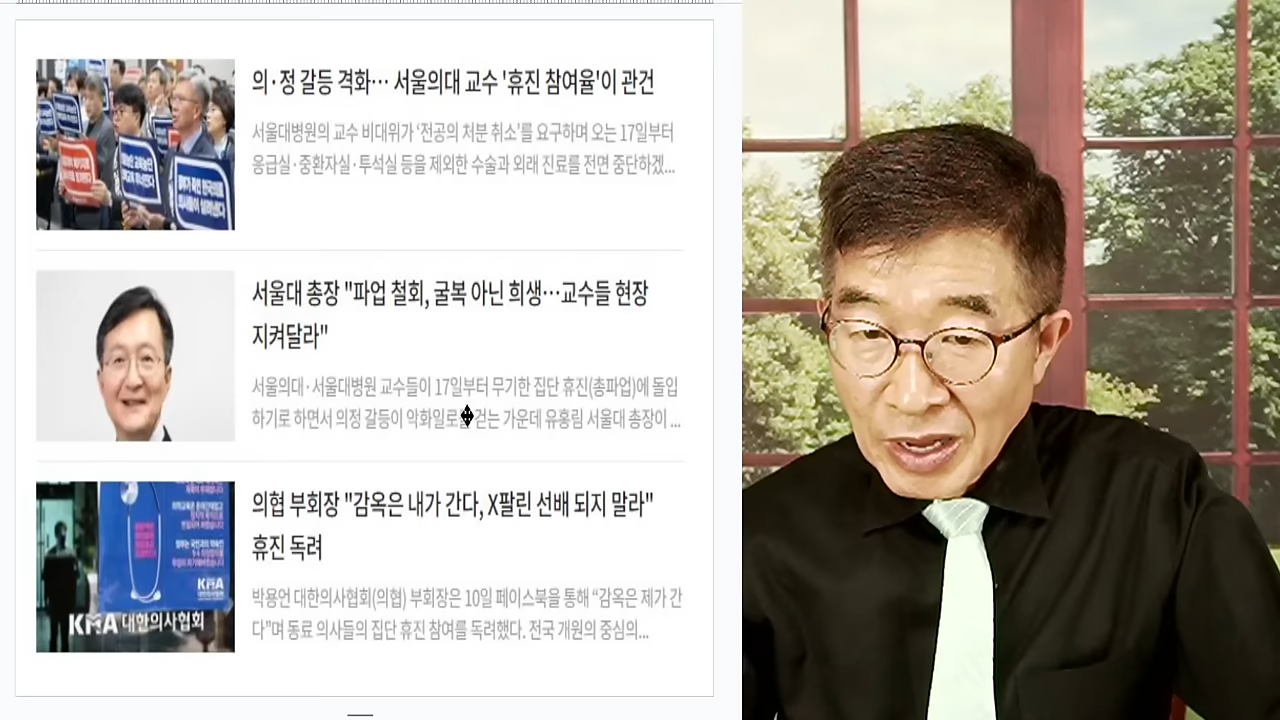 의·정 갈등 격화… 서울의대 교수 '휴진 참여율'이 관건
서울대병원의 교수 비대위가 ‘전공의 처분 취소’를 요구하며 오는 17일부터
응급실·중환자실·투석실 등을 제외한 수술과 외래 진료를 전면 중단하겠...
서울대 총장 "파업 철회, 굴복 아닌 희생…교수들 현장
지켜달라"
서울의대·서울대병원 교수들이 17일부터 무기한 집단 휴진(총파업)에 돌입
하기로 하면서 의정 갈등이 악화일로를 걷는 가운데 유홍림 서울대 총장이 ...
의협 부회장 "감옥은 내가 간다, X팔린 선배 되지 말라"
휴진 독려
박용언 대한의사협회(의협) 부회장은 10일 페이스북을 통해 “감옥은 제가 간
다”며 동료 의사들의 집단 휴진 참여를 독려했다. 전국 개원의 중심의...
KMA
대한의사협회
KMA 대한의사협회